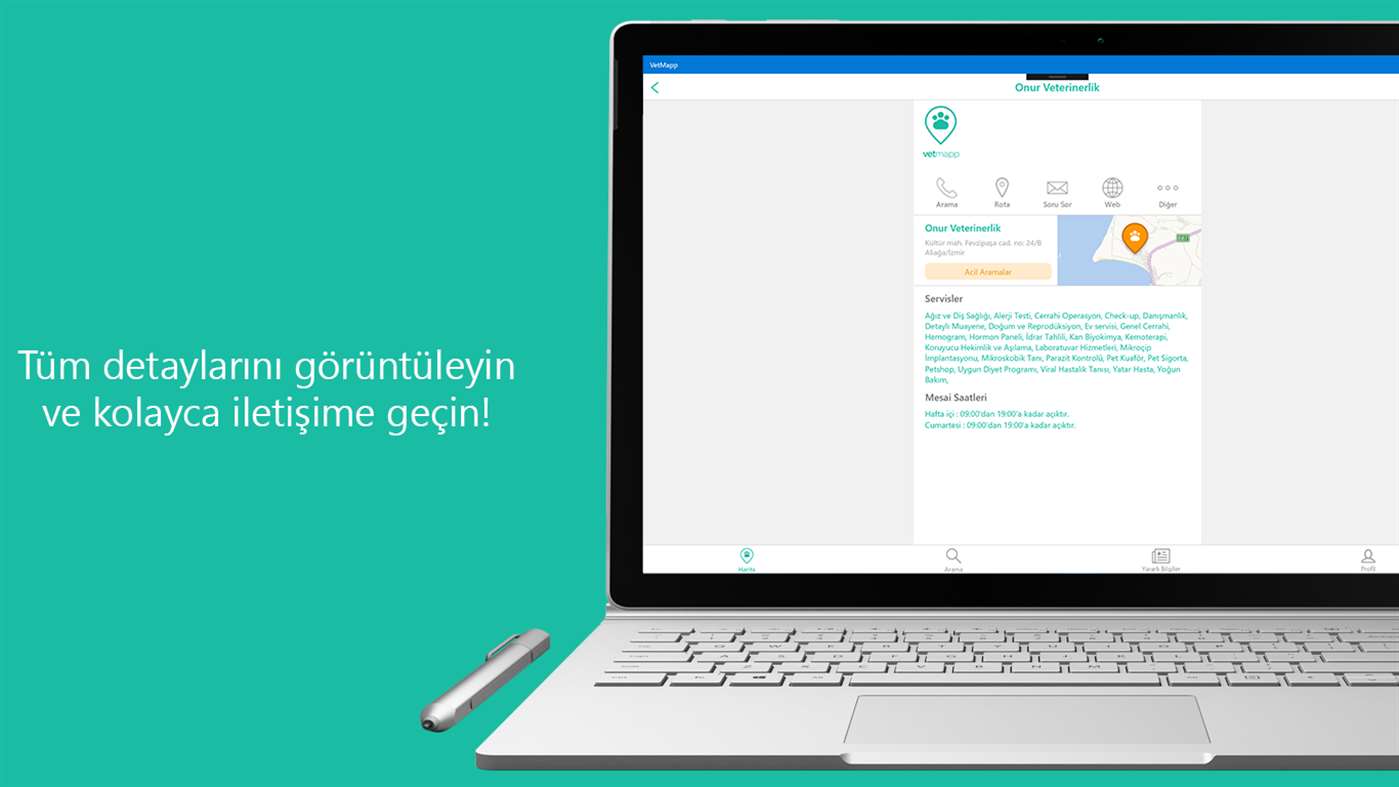 Tüm detaylarını görüntüleyin
ve kolayca iletişime geçin!
VetMapp
Onur Veterinerlik
vetmapp
Arama
Rota
Soru Sor
Web
Diğer
Onur Veterinerlik
Kültür mah. Fevzipaşa cad. no: 24/B
Aliağa/İzmir
Acil Aramalar
Servisler
Ağız ve Diş Sağlığı, Alerji Testi, Cerrahi Operasyon, Check-up, Danışmanlık,
Detaylı Muayene, Doğum ve Reprodüksiyon, Ev servisi, Genel Cerrahi,
Hemogram, Hormon Paneli, İdrar Tahlili, Kan Biyokimya, Kemoterapi,
Koruyucu Hekimlik ve Aşılama, Laboratuvar Hizmetleri, Mikroçip
İmplantasyonu, Mikroskobik Tanı, Parazit Kontrolü, Pet Kuaför, Pet Sigorta,
Petshop, Uygun Diyet Programı, Viral Hastalık Tanısı, Yatar Hasta, Yoğun
Bakım,
Mesai Saatleri
Hafta içi : 09:00'dan 19:00'a kadar açıktır.
Cumartesi : 09:00'dan 19:00'a kadar açıktır.
Harita
Arama
Yararlı Bilgiler
Profil